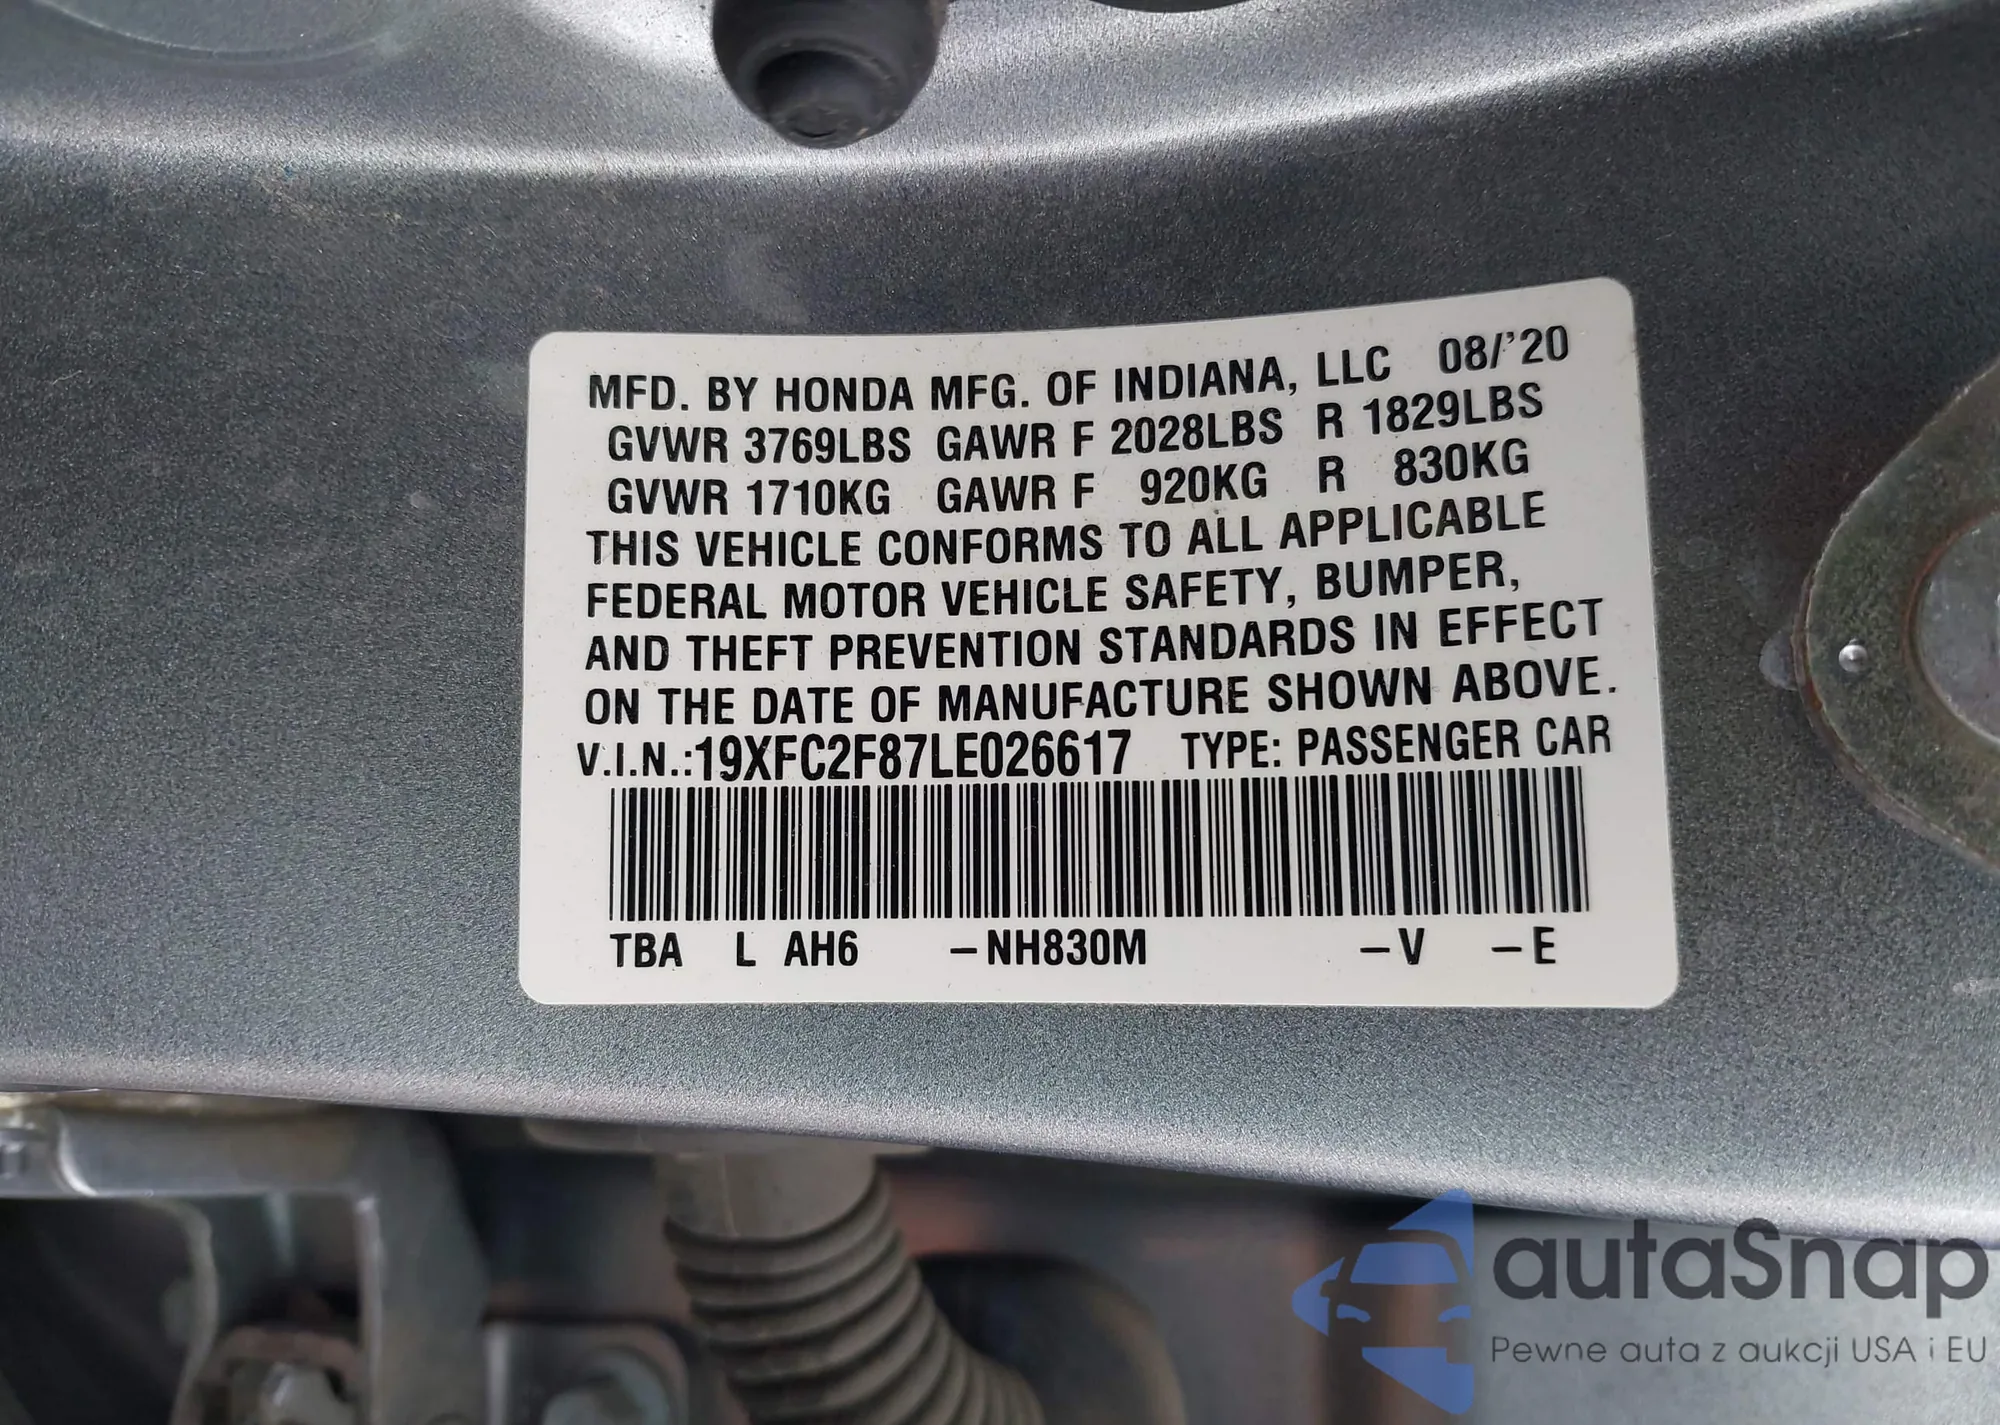 MFD. BY HONDA MFG. OF INDIANA, LLC 08/'20
GVWR 3769LBS GAWR F 2028LBS R 1829LBS
GVWR 1710KG GAWR F 920KG R 830KG
THIS VEHICLE CONFORMS TO ALL APPLICABLE
FEDERAL MOTOR VEHICLE SAFETY, BUMPER,
AND THEFT PREVENTION STANDARDS IN EFFECT
ON THE DATE OF MANUFACTURE SHOWN ABOVE.
V.I.N.:19XFC2F87LE026617 TYPE: PASSENGER CAR
TBA L AH6 –NH830M –V –E
autaSnap
Pewne auta z aukcji USA i EU